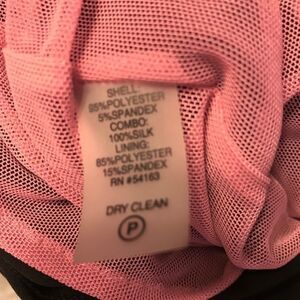 SHELL:
95%POLYESTER
5%SPANDEX
COMBO:
100%SILK
LINING:
85%POLYESTER
15%SPANDEX
RN #54163
DRY CLEAN
P